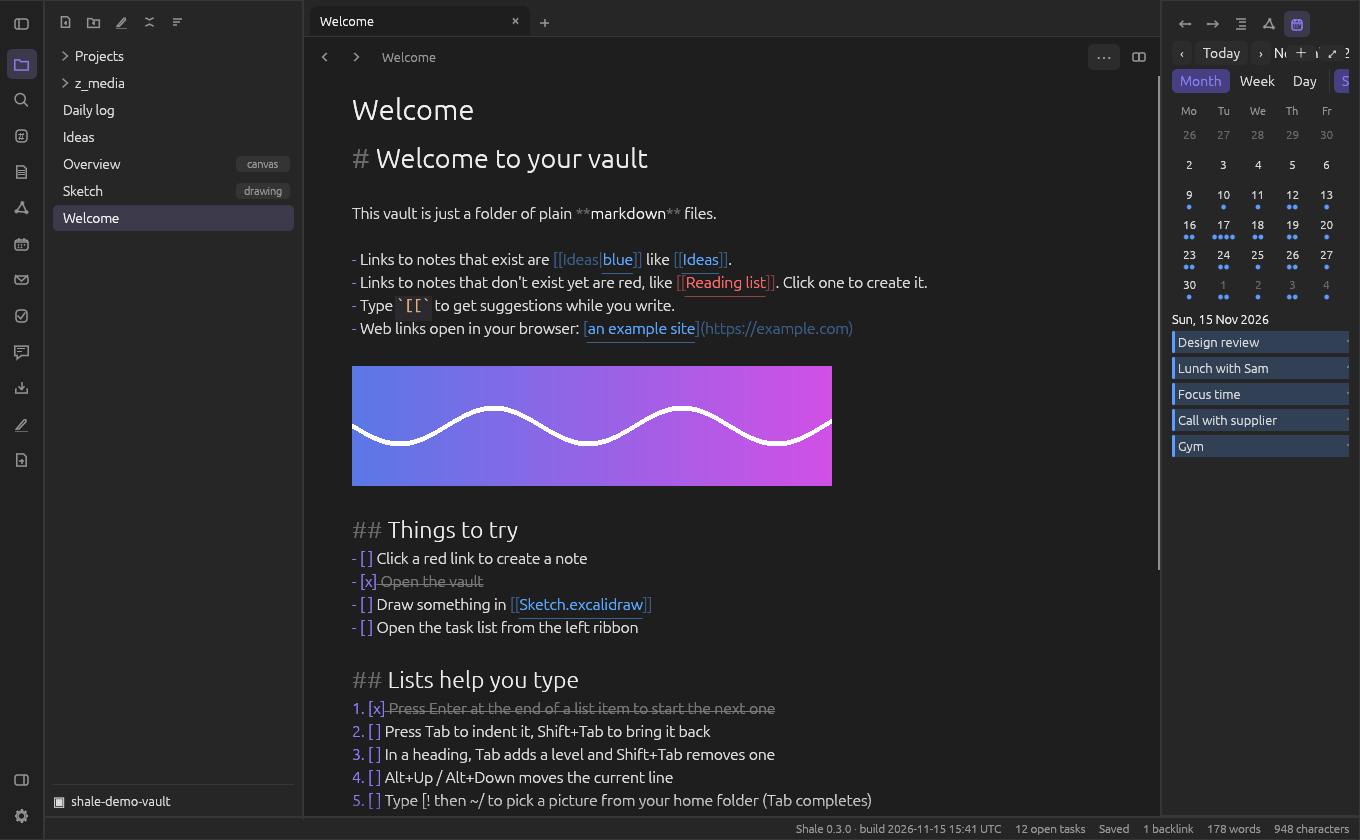 Projects
z_media
Daily log
Ideas
Overview canvas
Sketch drawing
Welcome
shale-demo-vault
Welcome × +
Welcome
Welcome
# Welcome to your vault
This vault is just a folder of plain **markdown** files.
- Links to notes that exist are [[Ideas|blue]] like [[Ideas]].
- Links to notes that don't exist yet are red, like [[Reading list]]. Click one to create it.
- Type `[[` to get suggestions while you write.
- Web links open in your browser: [an example site](https://example.com)
## Things to try
- [ ] Click a red link to create a note
- [x] Open the vault
- [ ] Draw something in [[Sketch.excalidraw]]
- [ ] Open the task list from the left ribbon
## Lists help you type
1. [x] Press Enter at the end of a list item to start the next one
2. [ ] Press Tab to indent it, Shift+Tab to bring it back
3. [ ] In a heading, Tab adds a level and Shift+Tab removes one
4. [ ] Alt+Up / Alt+Down moves the current line
5. [ ] Type [! then ~/ to pick a picture from your home folder (Tab completes)
‹ Today ›
Month Week Day
Mo Tu We Th Fr
26 27 28 29 30
2 3 4 5 6
9 10 11 12 13
16 17 18 19 20
23 24 25 26 27
30 1 2 3 4
Sun, 15 Nov 2026
Design review
Lunch with Sam
Focus time
Call with supplier
Gym
Shale 0.3.0 · build 2026-11-15 15:41 UTC 12 open tasks Saved 1 backlink 178 words 948 characters